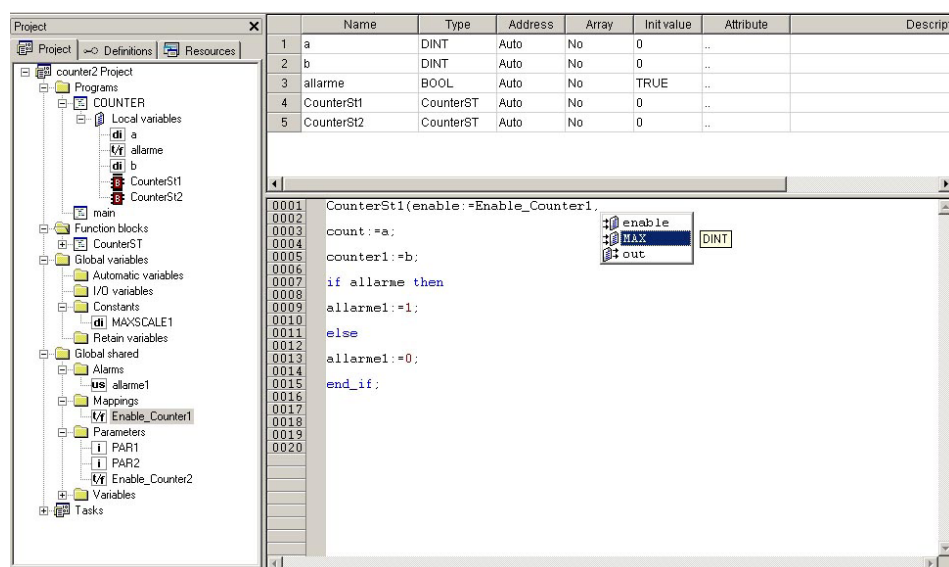 Project
Project Definitions Resources
counter2 Project
Programs
COUNTER
Local variables
di a
t/f allarme
di b
CounterSt1
CounterSt2
main
Function blocks
CounterST
Global variables
Automatic variables
I/O variables
Constants
di MAXSCALE1
Retain variables
Global shared
Alarms
us allarme1
Mappings
t/f Enable_Counter1
Parameters
i PAR1
i PAR2
t/f Enable_Counter2
Variables
Tasks
Name Type Address Array Init value Attribute Descrip
1 a DINT Auto No 0 ..
2 b DINT Auto No 0 ..
3 allarme BOOL Auto No TRUE ..
4 CounterSt1 CounterST Auto No 0 ..
5 CounterSt2 CounterST Auto No 0 ..
0001 CounterSt1(enable:=Enable_Counter1,
0002
0003 count:=a;
0004
0005 counter1:=b;
0006
0007 if allarme then
0008
0009 allarme1:=1;
0010
0011 else
0012
0013 allarme1:=0;
0014
0015 end_if;
0016
0017
0018
0019
0020
enable
MAX DINT
out